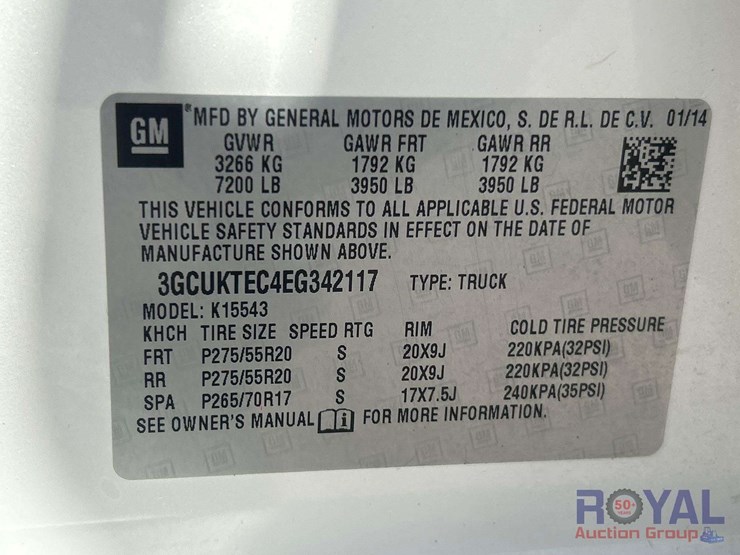 GM
®MFD BY GENERAL MOTORS DE MEXICO, S. DE R.L. DE C.V. 01/14
GVWR GAWR FRT GAWR RR
3266 KG 1792 KG 1792 KG
7200 LB 3950 LB 3950 LB
THIS VEHICLE CONFORMS TO ALL APPLICABLE U.S. FEDERAL MOTOR
VEHICLE SAFETY STANDARDS IN EFFECT ON THE DATE OF
MANUFACTURE SHOWN ABOVE.
3GCUKTEC4EG342117 TYPE: TRUCK
MODEL: K15543
KHCH TIRE SIZE SPEED RTG RIM COLD TIRE PRESSURE
FRT P275/55R20 S 20X9J 220KPA(32PSI)
RR P275/55R20 S 20X9J 220KPA(32PSI)
SPA P265/70R17 S 17X7.5J 240KPA(35PSI)
SEE OWNER'S MANUAL i FOR MORE INFORMATION.
ROYAL
50+
YEARS
Auction Group